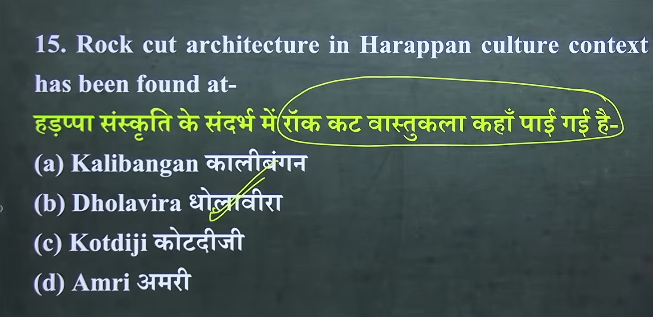 15. Rock cut architecture in Harappan culture context
has been found at-
हड़प्पा संस्कृति के संदर्भ में रॉक कट वास्तुकला कहाँ पाई गई है-
(a) Kalibangan कालीबंगन
(b) Dholavira धोलावीरा
(c) Kotdiji कोटदीजी
(d) Amri अमरी